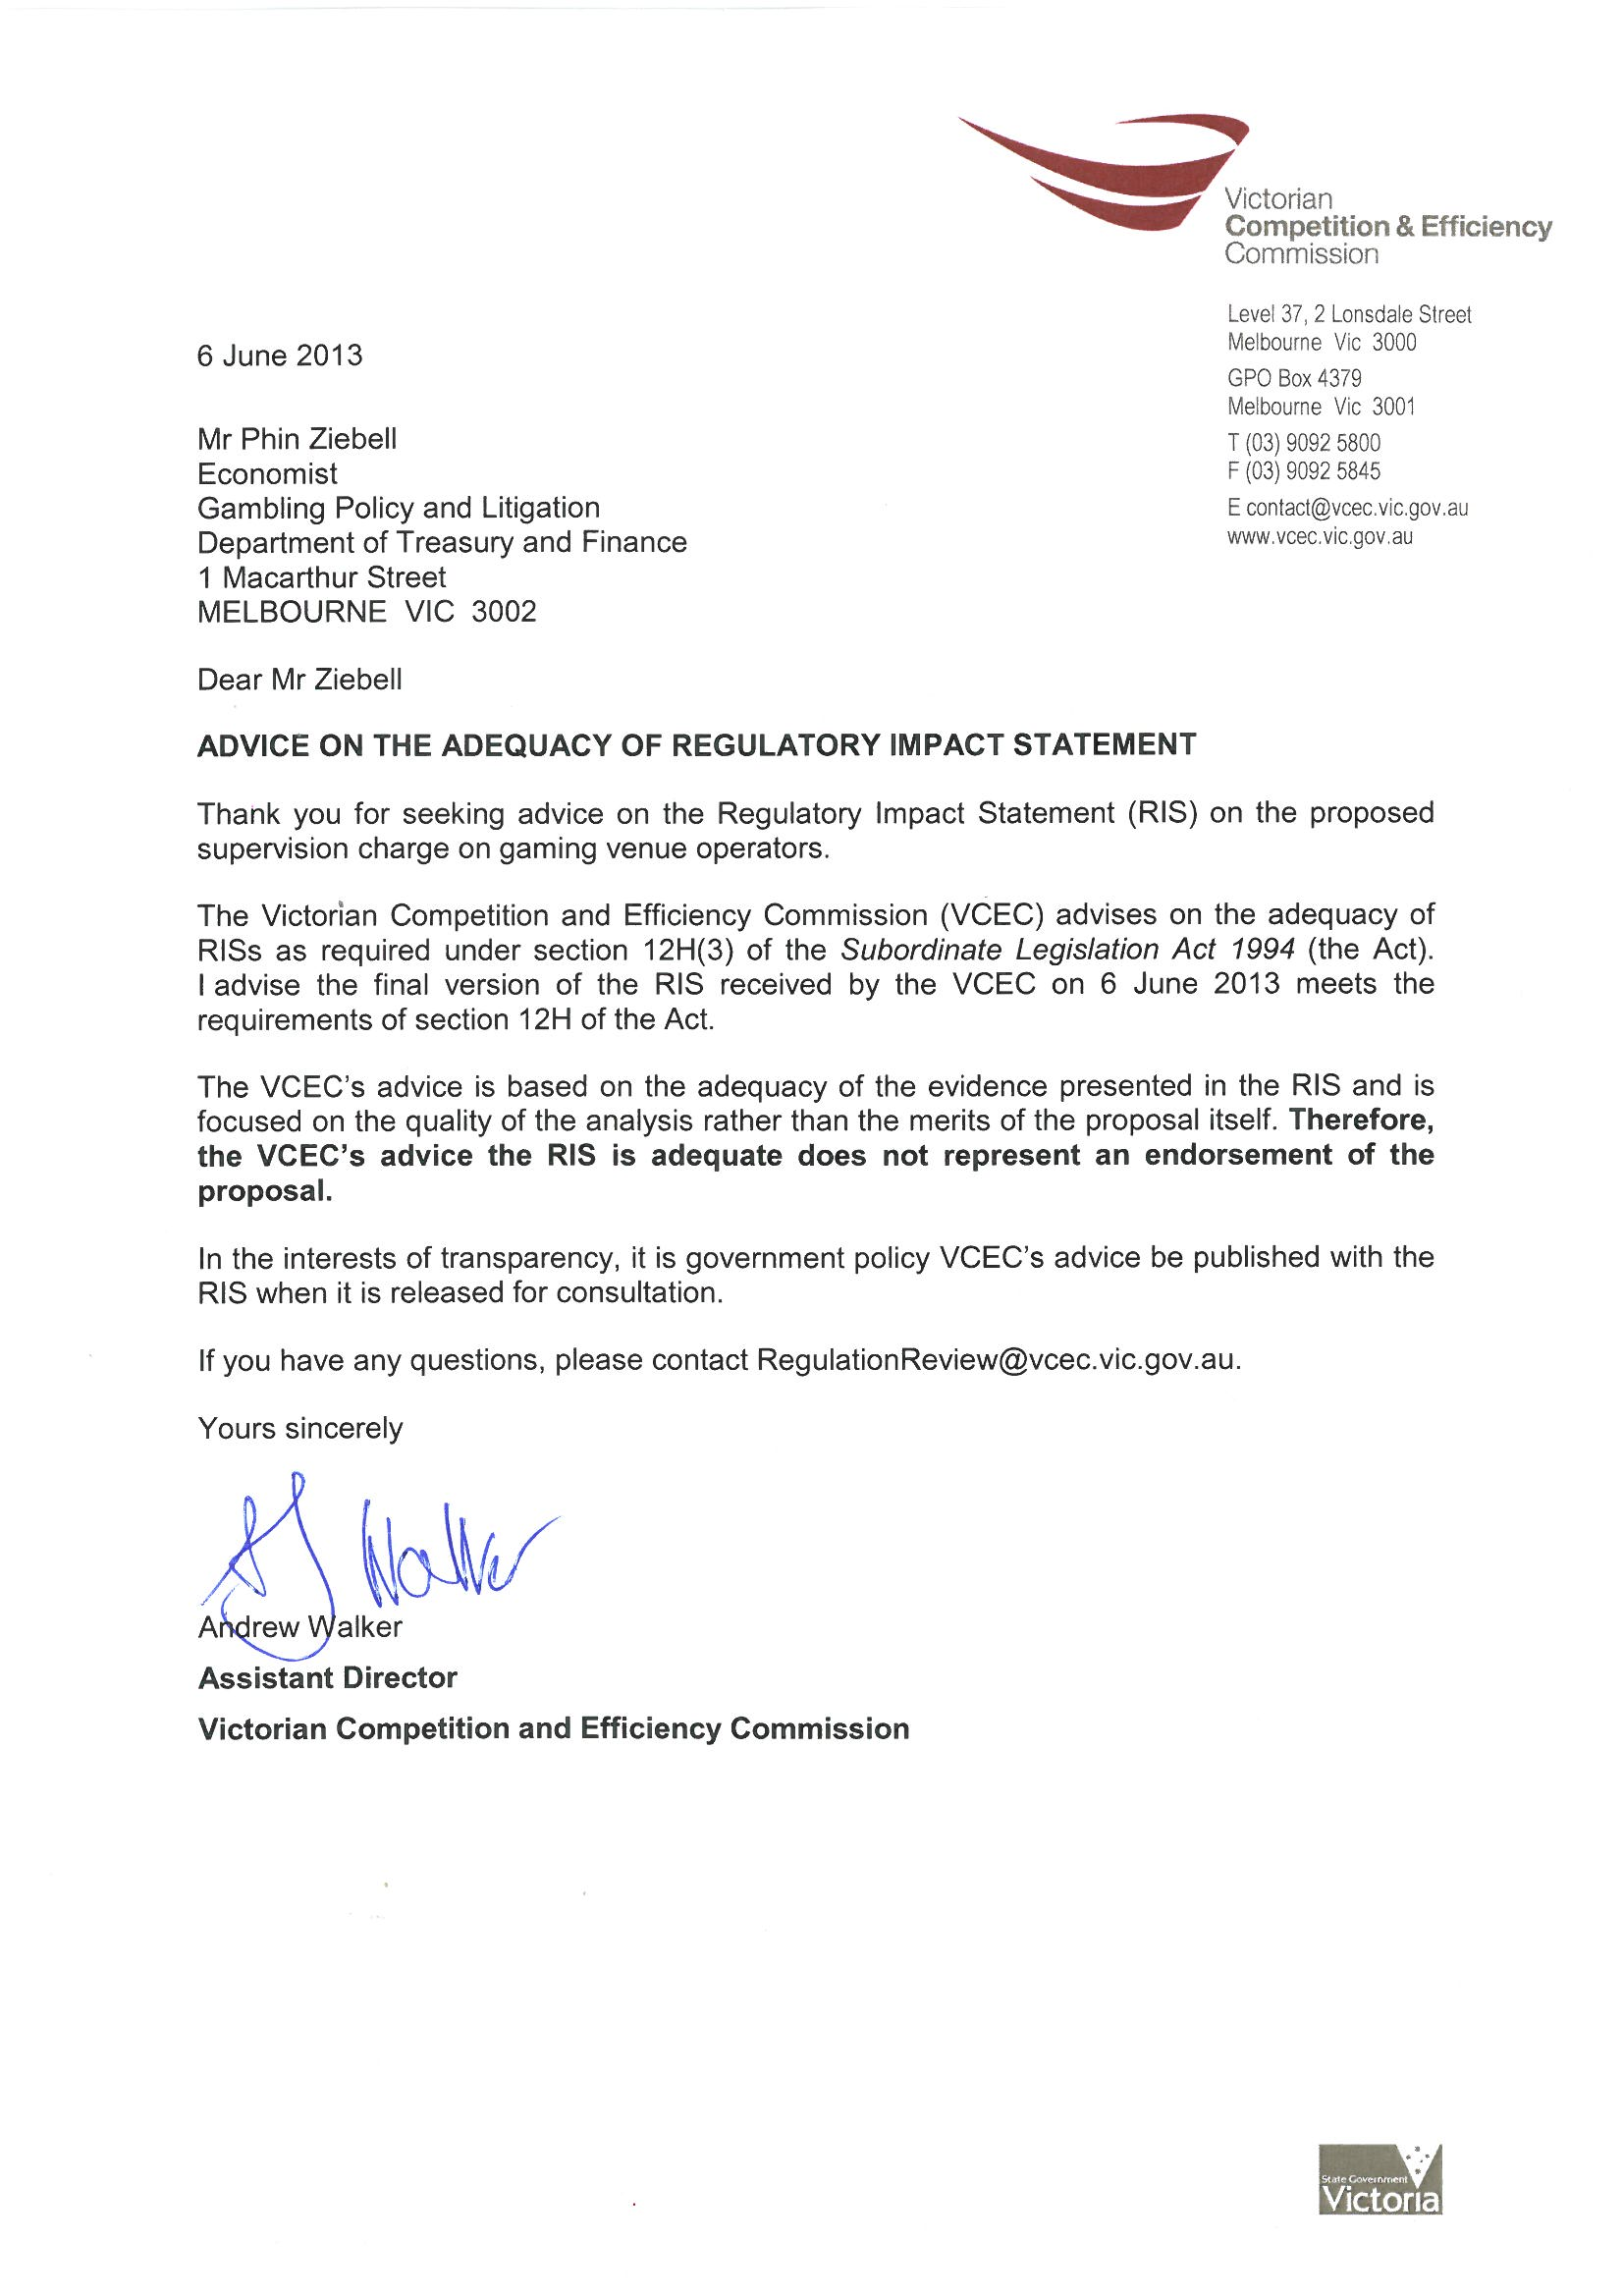 Victorian
Competition & Efficiency
Commission
Level 37, 2 Lonsdale Street
Melbourne Vic 3000
GPO Box 4379
Melbourne Vic 3001
T (03) 9092 5800
F (03) 9092 5845
E contact@vcec.vic.gov.au
www.vcec.vic.gov.au
6 June 2013
Mr Phin Ziebell
Economist
Gambling Policy and Litigation
Department of Treasury and Finance
1 Macarthur Street
MELBOURNE VIC 3002
Dear Mr Ziebell
ADVICE ON THE ADEQUACY OF REGULATORY IMPACT STATEMENT
Thank you for seeking advice on the Regulatory Impact Statement (RIS) on the proposed
supervision charge on gaming venue operators.
The Victorian Competition and Efficiency Commission (VCEC) advises on the adequacy of
RISs as required under section 12H(3) of the Subordinate Legislation Act 1994 (the Act).
I advise the final version of the RIS received by the VCEC on 6 June 2013 meets the
requirements of section 12H of the Act.
The VCEC's advice is based on the adequacy of the evidence presented in the RIS and is
focused on the quality of the analysis rather than the merits of the proposal itself. Therefore,
the VCEC's advice the RIS is adequate does not represent an endorsement of the
proposal.
In the interests of transparency, it is government policy VCEC's advice be published with the
RIS when it is released for consultation.
If you have any questions, please contact RegulationReview@vcec.vic.gov.au.
Yours sincerely
AJ Walker
Andrew Walker
Assistant Director
Victorian Competition and Efficiency Commission
State Government
Victoria